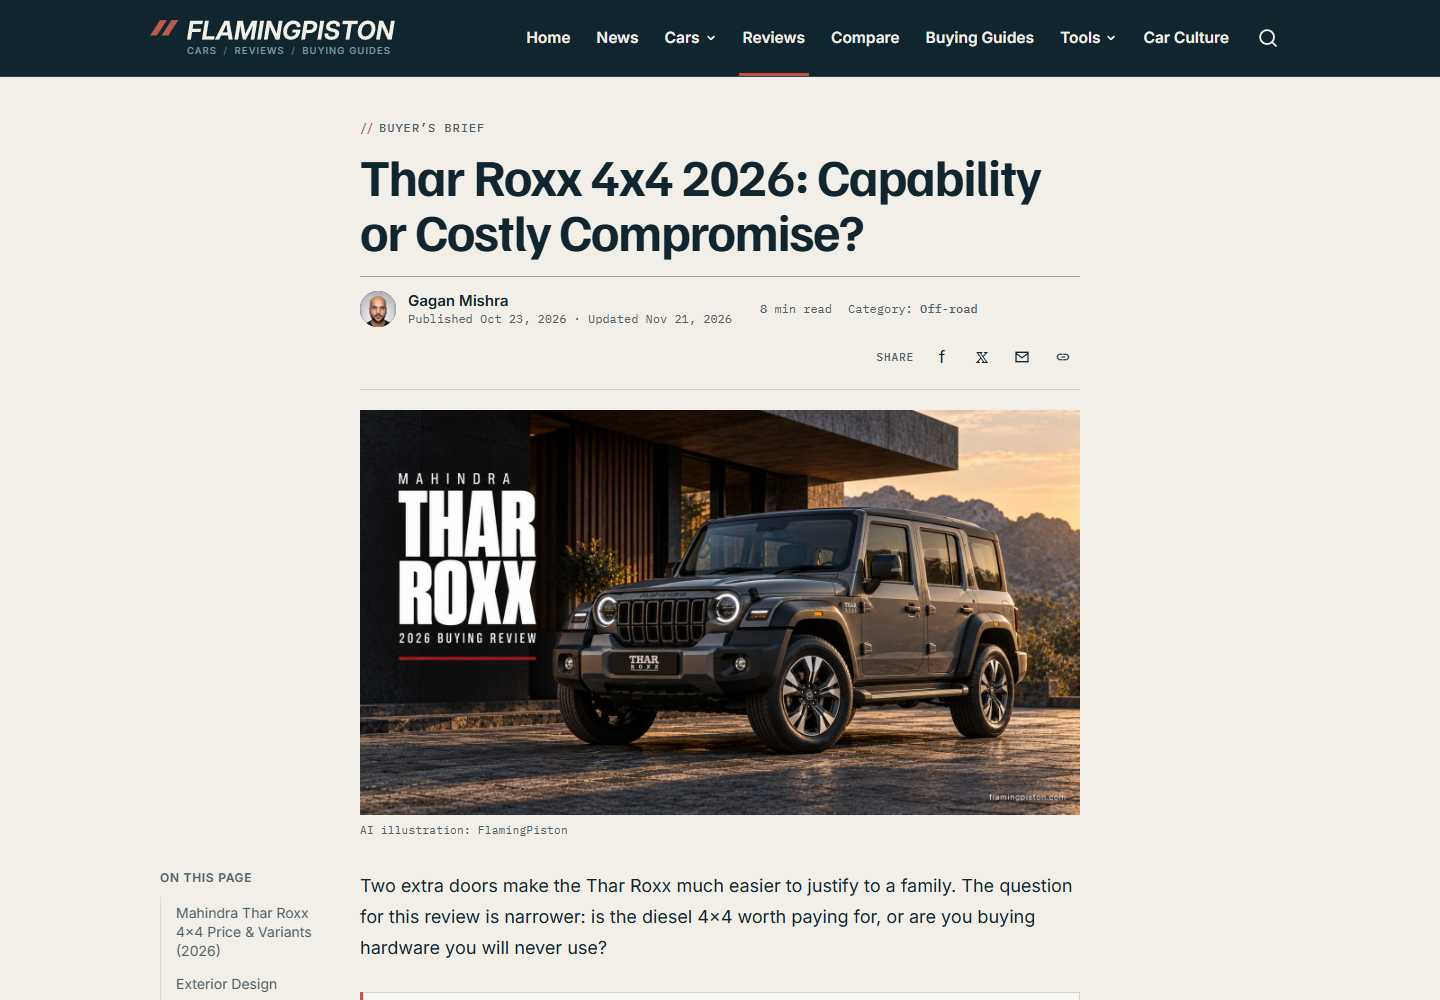 FLAMINGPISTON
CARS / REVIEWS / BUYING GUIDES
Home News Cars Reviews Compare Buying Guides Tools Car Culture
// BUYER’S BRIEF
Thar Roxx 4x4 2026: Capability
or Costly Compromise?
Gagan Mishra
Published Oct 23, 2026 · Updated Nov 21, 2026
8 min read Category: Off-road
SHARE
MAHINDRA
THAR
ROXX
2026 BUYING REVIEW
mahindra
THAR
ROXX
THAR
ROXX
flamingpiston.com
AI illustration: FlamingPiston
ON THIS PAGE
Mahindra Thar Roxx
4×4 Price & Variants
(2026)
Exterior Design
Two extra doors make the Thar Roxx much easier to justify to a family. The question
for this review is narrower: is the diesel 4×4 worth paying for, or are you buying
hardware you will never use?